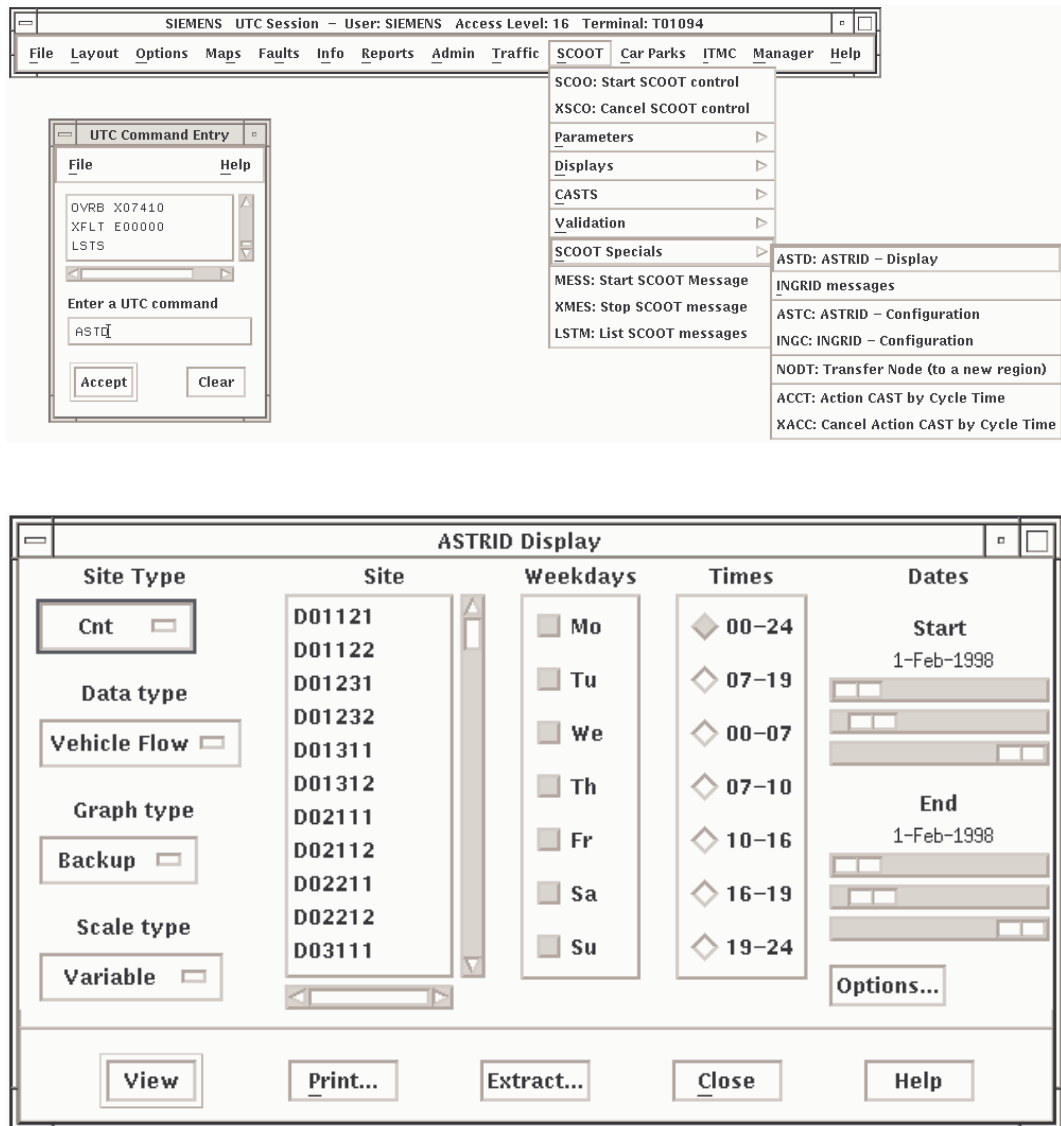 SIEMENS UTC Session – User: SIEMENS Access Level: 16 Terminal: T01094
File Layout Options Maps Faults Info Reports Admin Traffic SCOOT Car Parks ITMC Manager Help
SCOO: Start SCOOT control
XSCO: Cancel SCOOT control
Parameters
Displays
CASTS
Validation
SCOOT Specials
MESS: Start SCOOT Message
XMES: Stop SCOOT message
LSTM: List SCOOT messages
ASTD: ASTRID – Display
INGRID messages
ASTC: ASTRID – Configuration
INGC: INGRID – Configuration
NODT: Transfer Node (to a new region)
ACCT: Action CAST by Cycle Time
XACC: Cancel Action CAST by Cycle Time
UTC Command Entry
File Help
OVRB X07410
XFLT E00000
LSTS
Enter a UTC command
ASTD
Accept Clear
ASTRID Display
Site Type
Cnt
Data type
Vehicle Flow
Graph type
Backup
Scale type
Variable
Site
D01121
D01122
D01231
D01232
D01311
D01312
D02111
D02112
D02211
D02212
D03111
Weekdays
Mo
Tu
We
Th
Fr
Sa
Su
Times
00–24
07–19
00–07
07–10
10–16
16–19
19–24
Dates
Start
1-Feb-1998
End
1-Feb-1998
Options...
View Print... Extract... Close Help